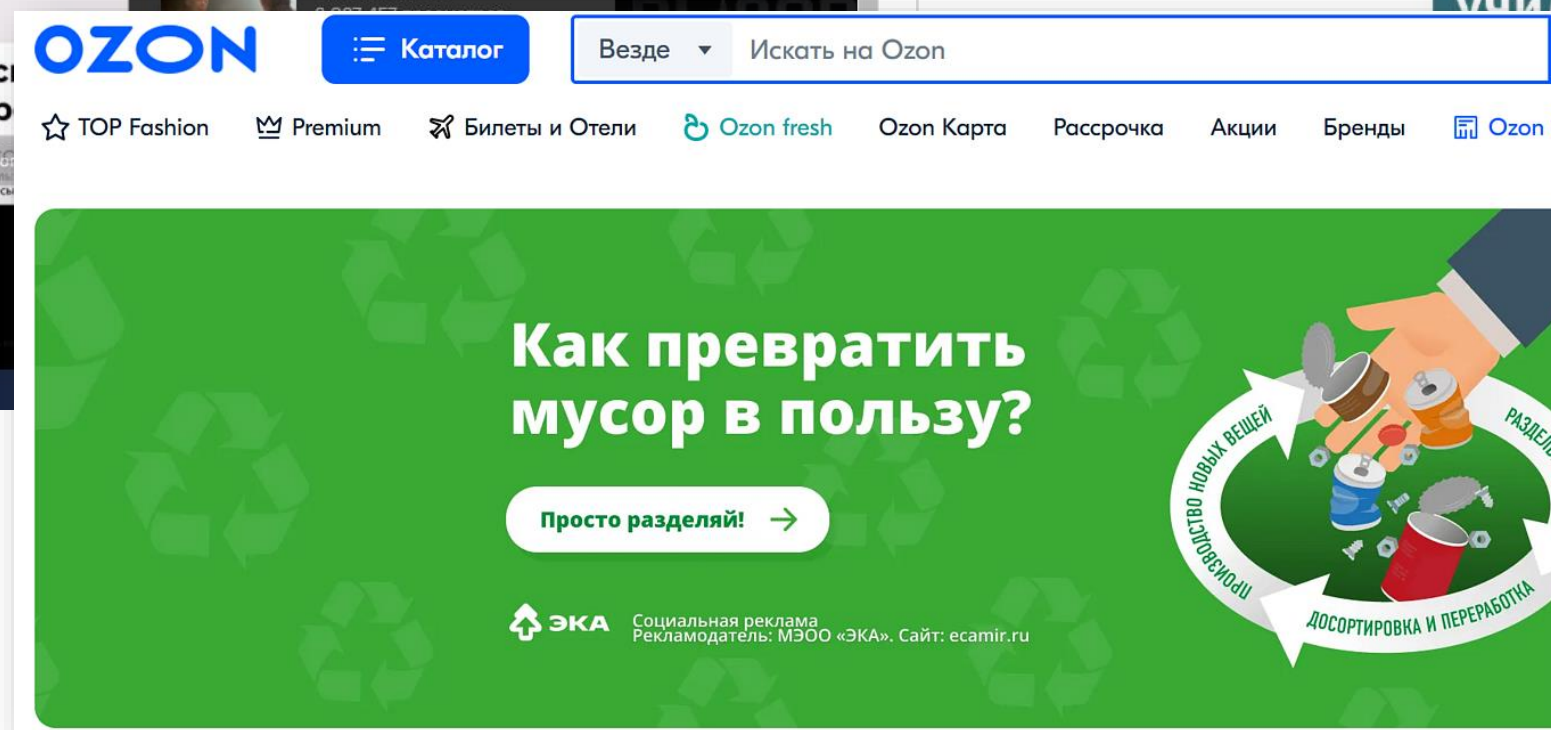 OZON
Каталог
Везде
Искать на Ozon
TOP Fashion
Premium
Билеты и Отели
Ozon fresh
Ozon Карта
Рассрочка
Акции
Бренды
Ozon
Как превратить
мусор в пользу?
Просто разделяй!
ЭКА
Социальная реклама
Рекламодатель: МЭОО «ЭКА». Сайт: ecamir.ru
ПРОИЗВОДСТВО НОВЫХ ВЕЩЕЙ
ДОСОРТИРОВКА И ПЕРЕРАБОТКА